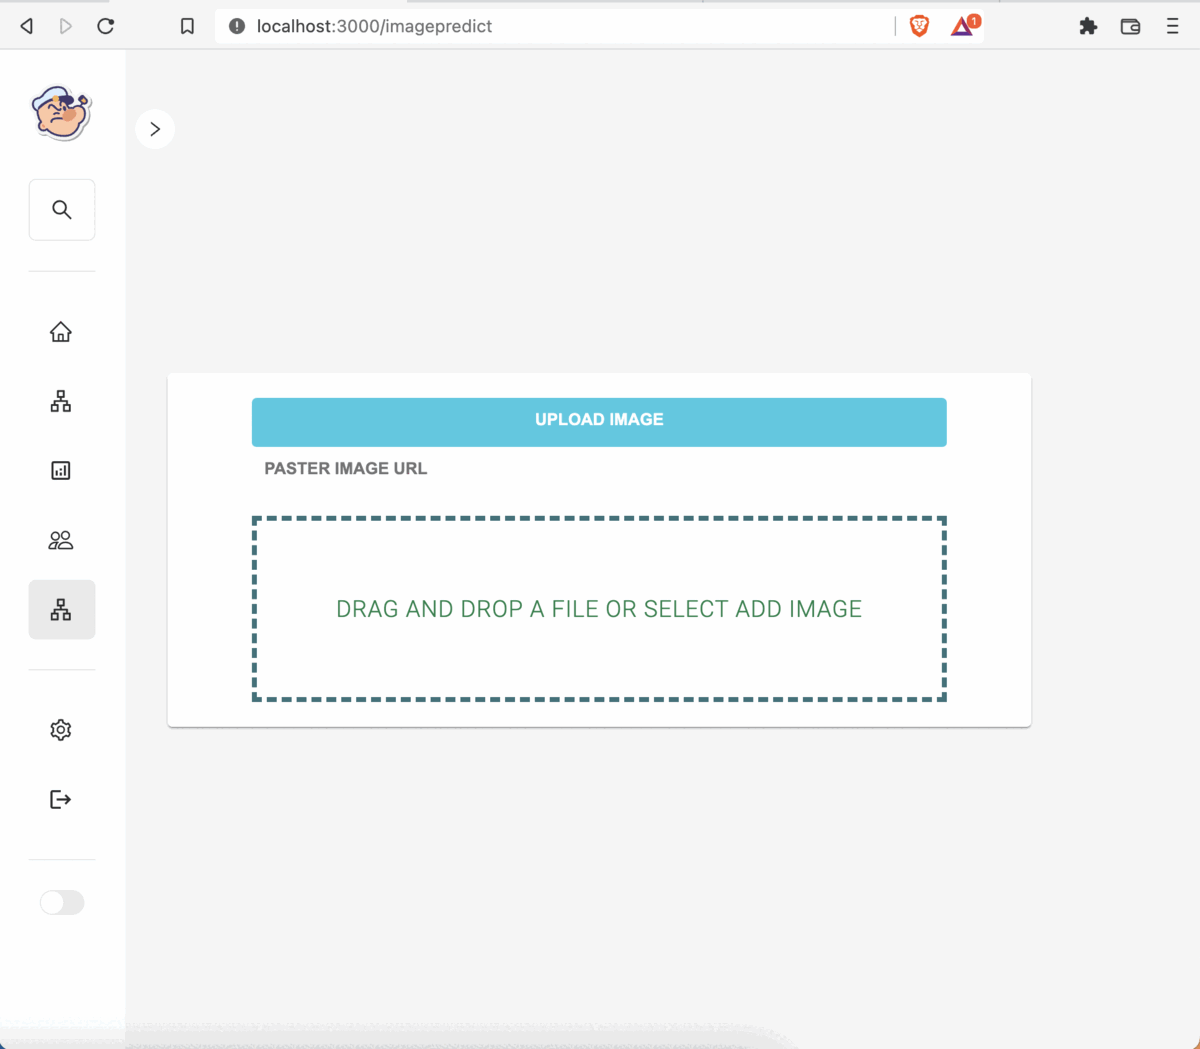 localhost:3000/imagepredict
1
UPLOAD IMAGE
PASTER IMAGE URL
DRAG AND DROP A FILE OR SELECT ADD IMAGE